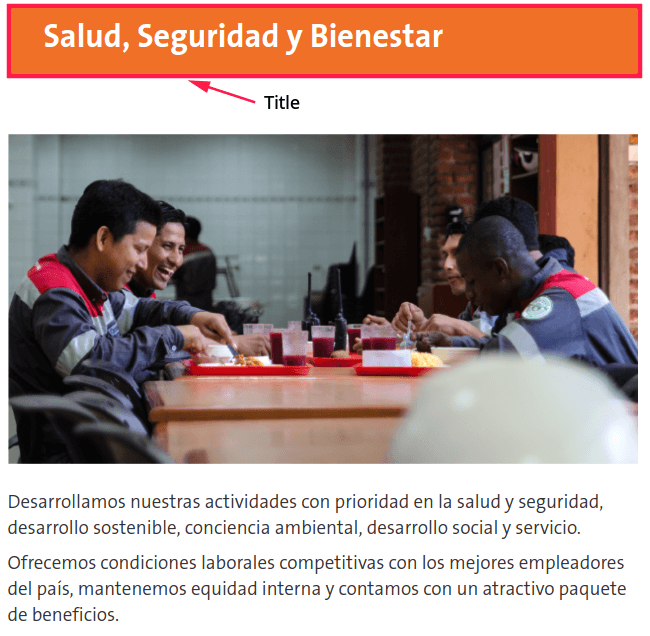 Salud, Seguridad y Bienestar
Title
Desarrollamos nuestras actividades con prioridad en la salud y seguridad,
desarrollo sostenible, conciencia ambiental, desarrollo social y servicio.
Ofrecemos condiciones laborales competitivas con los mejores empleadores
del país, mantenemos equidad interna y contamos con un atractivo paquete
de beneficios.